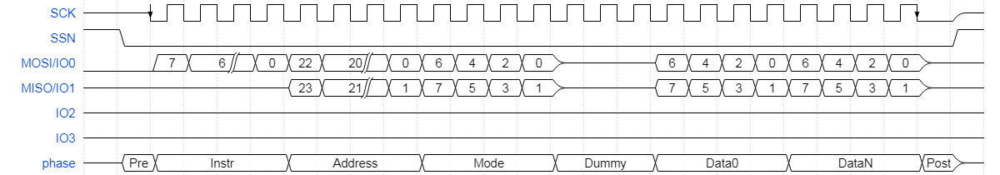 SCK
SSN
MOSI/IO0 7 6 0 22 20 0 6 4 2 0 6 4 2 0 6 4 2 0
MISO/IO1 23 21 1 7 5 3 1 7 5 3 1 7 5 3 1
IO2
IO3
phase Pre Instr Address Mode Dummy Data0 DataN Post